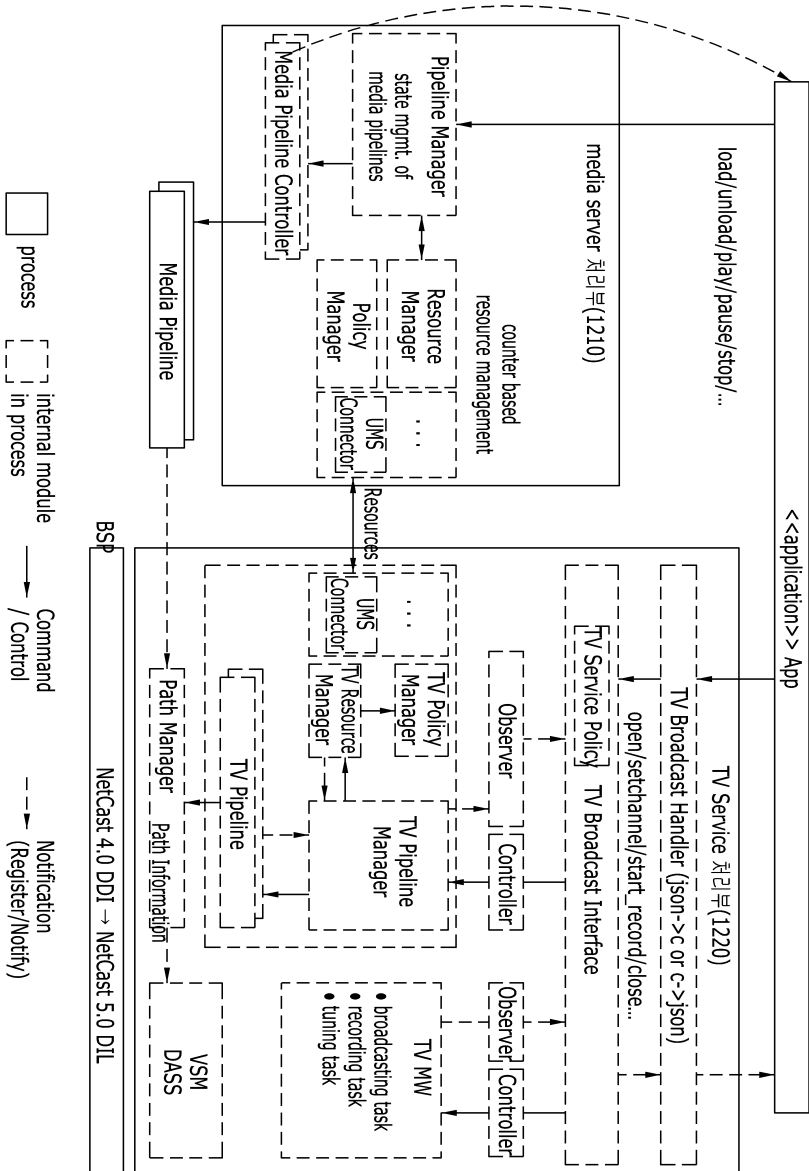 <<application>> App
load/unload/play/pause/stop/...
media server 처리부(1210)
Pipeline Manager
state mgmt. of
media pipelines
Media Pipeline Controller
counter based
resource management
Resource
Manager
Policy
Manager
. . .
UMS
Connector
Media Pipeline
Resources
TV Service 처리부(1220)
TV Broadcast Handler (json->c or c->json)
open/setchannel/start_record/close...
TV Service Policy
TV Broadcast Interface
Observer
Controller
Observer
Controller
. . .
UMS
Connector
TV Policy
Manager
TV Resource
Manager
TV Pipeline
Manager
TV Pipeline
TV MW
• broadcasting task
• recording task
• tuning task
Path Manager
Path Information
VSM
DASS
BSP
NetCast 4.0 DDI → NetCast 5.0 DIL
process
internal module
in process
Command
/ Control
Notification
(Register/Notify)